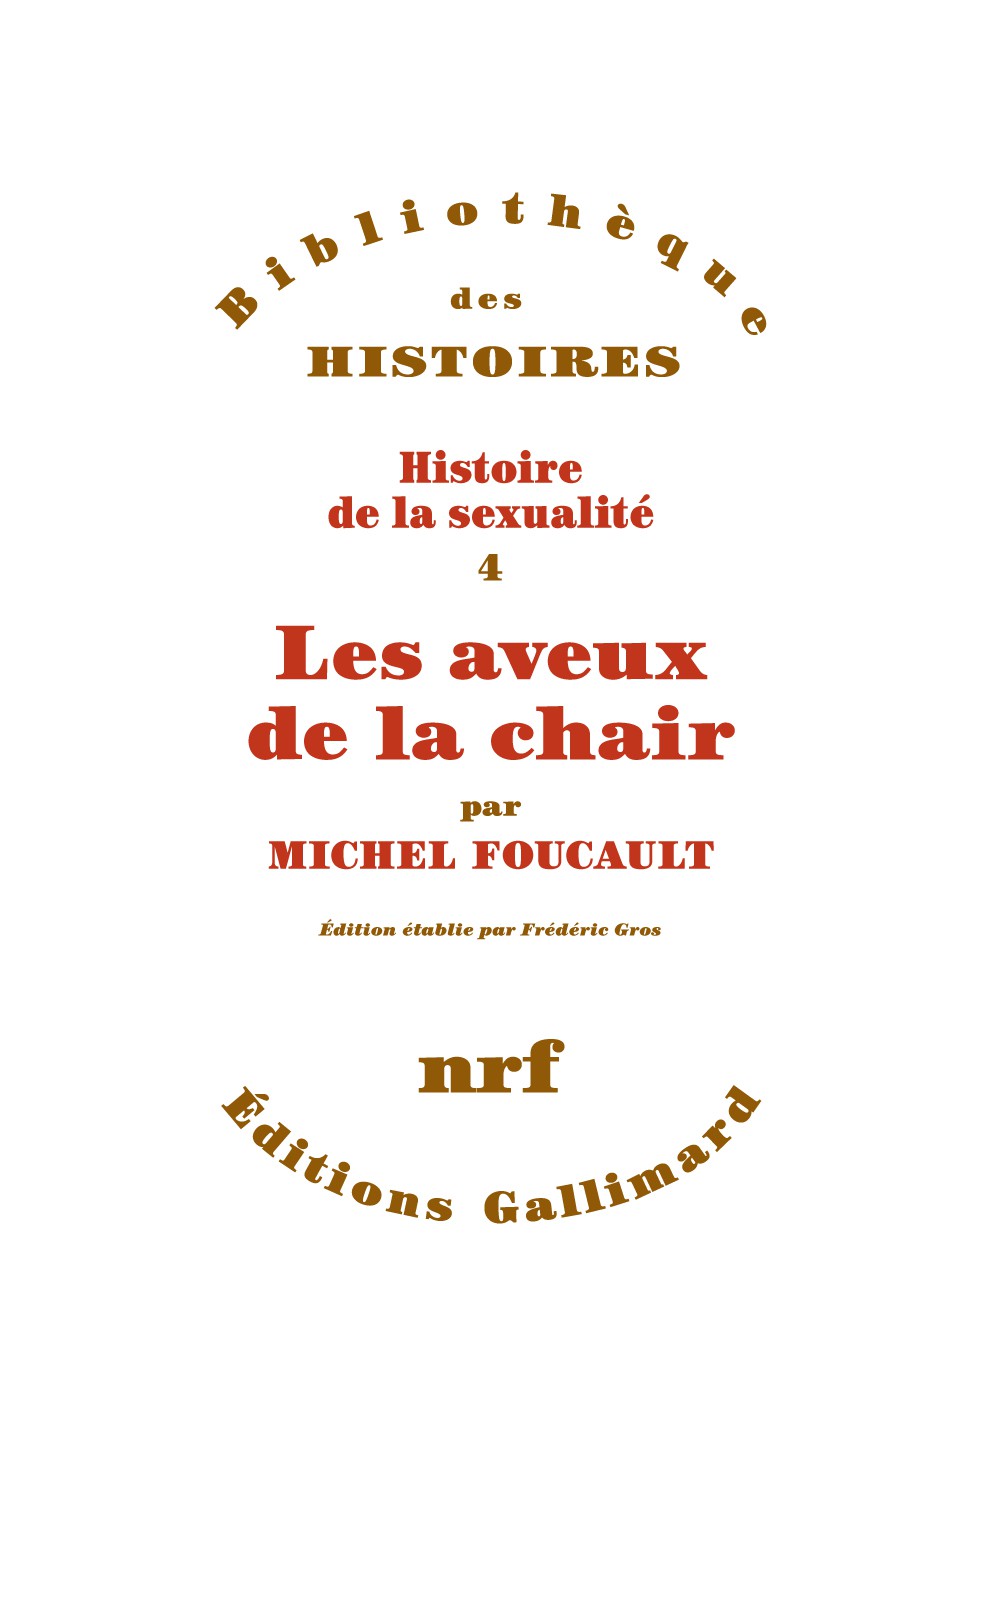 Bibliothèque
des
HISTOIRES
Histoire
de la sexualité
4
Les aveux
de la chair
par
MICHEL FOUCAULT
Édition établie par Frédéric Gros
nrf
Éditions Gallimard